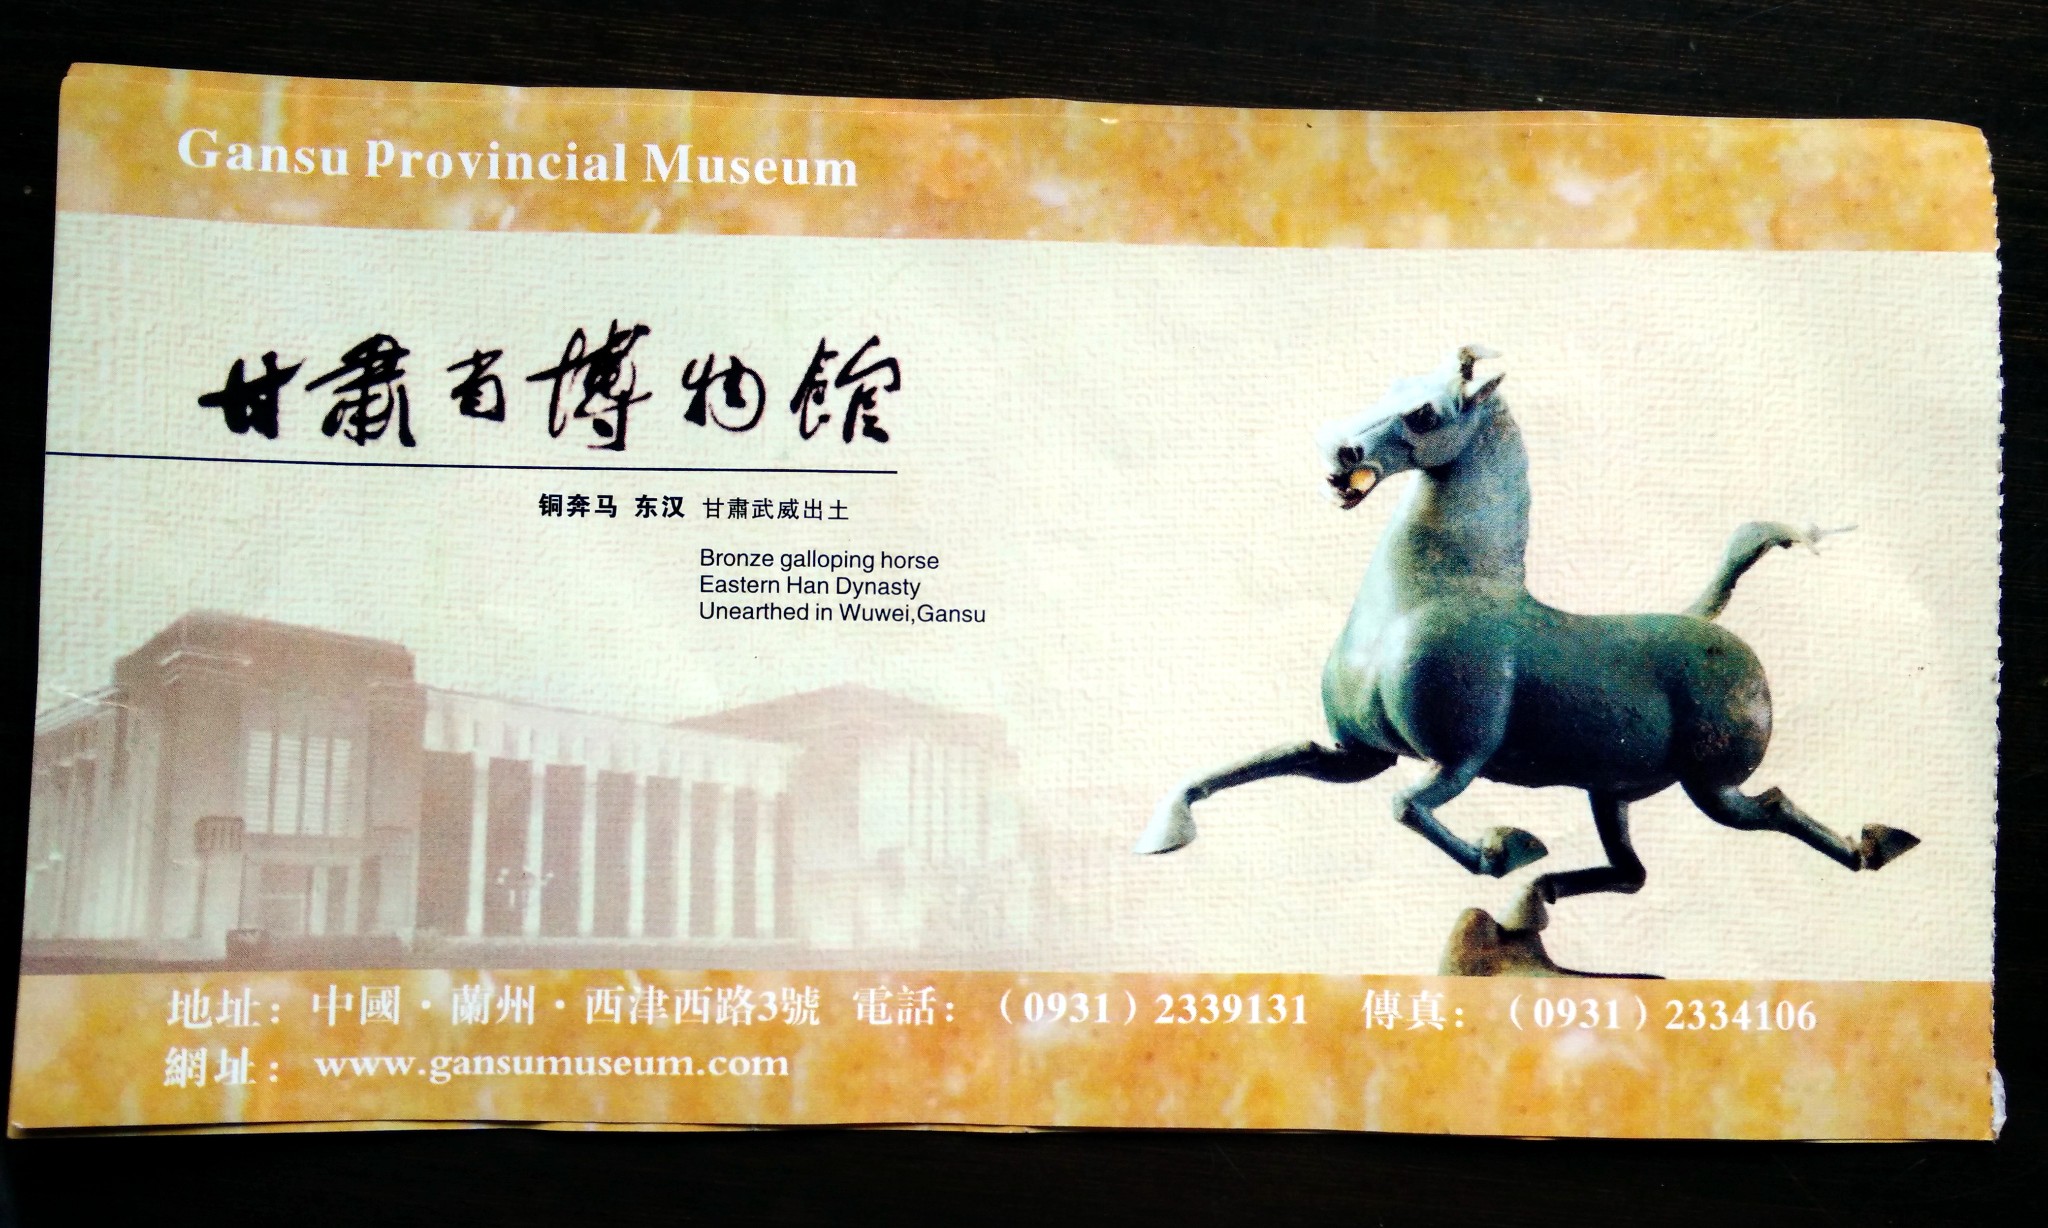 Gansu Provincial Museum
甘肅省博物館
铜奔马 东汉 甘肃武威出土
Bronze galloping horse
Eastern Han Dynasty
Unearthed in Wuwei,Gansu
地址：中國·蘭州·西津西路3號 電話：（0931）2339131 傳真：（0931）2334106
網址：www.gansumuseum.com